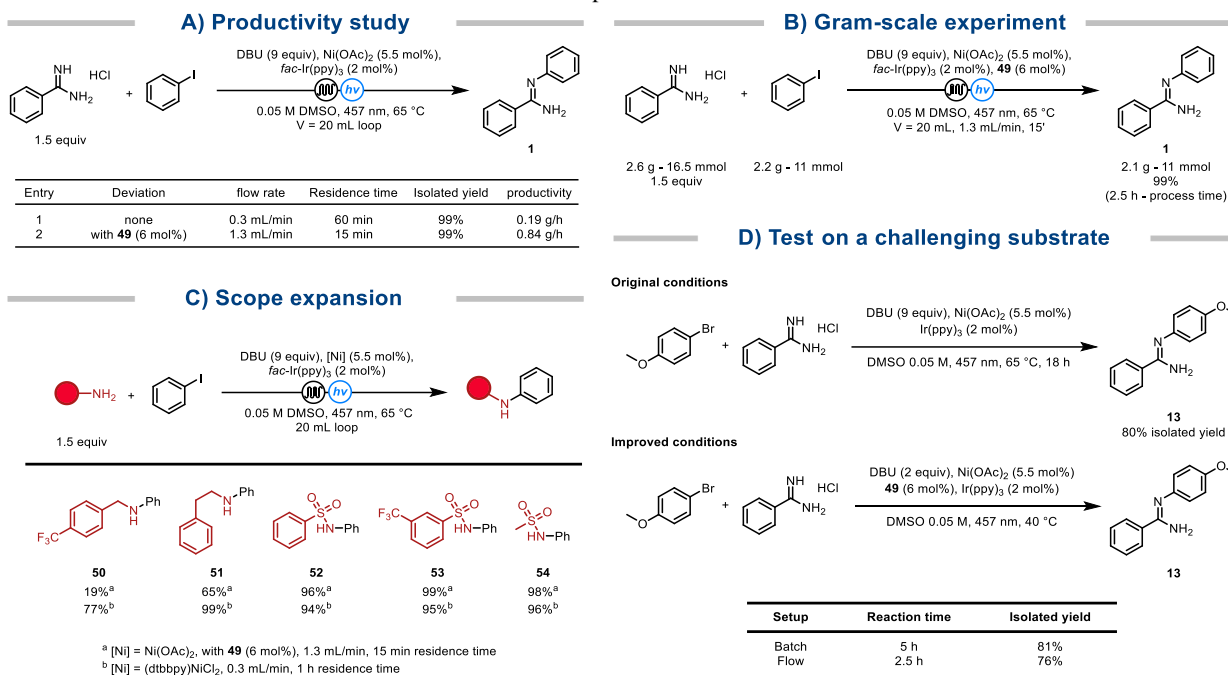 A) Productivity study
NH
HCl
NH2
1.5 equiv
+
I
DBU (9 equiv), Ni(OAc)2 (5.5 mol%),
fac-Ir(ppy)3 (2 mol%)
hv
0.05 M DMSO, 457 nm, 65 °C
V = 20 mL loop
N
NH2
1
Entry Deviation flow rate Residence time Isolated yield productivity
1 none 0.3 mL/min 60 min 99% 0.19 g/h
2 with 49 (6 mol%) 1.3 mL/min 15 min 99% 0.84 g/h
B) Gram-scale experiment
NH
HCl
NH2
+
I
DBU (9 equiv), Ni(OAc)2 (5.5 mol%),
fac-Ir(ppy)3 (2 mol%), 49 (6 mol%)
hv
0.05 M DMSO, 457 nm, 65 °C
V = 20 mL, 1.3 mL/min, 15'
N
NH2
1
2.6 g - 16.5 mmol
1.5 equiv
2.2 g - 11 mmol
2.1 g - 11 mmol
99%
(2.5 h - process time)
C) Scope expansion
NH2
1.5 equiv
+
I
DBU (9 equiv), [Ni] (5.5 mol%),
fac-Ir(ppy)3 (2 mol%)
hv
0.05 M DMSO, 457 nm, 65 °C
20 mL loop
N
H
F3C
N Ph
H
50
19%a
77%b
N Ph
H
51
65%a
99%b
O O
S
NH-Ph
52
96%a
94%b
CF3
O O
S
NH-Ph
53
99%a
95%b
O O
S
NH-Ph
54
98%a
96%b
a [Ni] = Ni(OAc)2, with 49 (6 mol%), 1.3 mL/min, 15 min residence time
b [Ni] = (dtbbpy)NiCl2, 0.3 mL/min, 1 h residence time
D) Test on a challenging substrate
Original conditions
Br
O
+
NH
HCl
NH2
DBU (9 equiv), Ni(OAc)2 (5.5 mol%)
Ir(ppy)3 (2 mol%)
DMSO 0.05 M, 457 nm, 65 °C, 18 h
O
N
NH2
13
80% isolated yield
Improved conditions
Br
O
+
NH
HCl
NH2
DBU (2 equiv), Ni(OAc)2 (5.5 mol%)
49 (6 mol%), Ir(ppy)3 (2 mol%)
DMSO 0.05 M, 457 nm, 40 °C
O
N
NH2
13
Setup Reaction time Isolated yield
Batch 5 h 81%
Flow 2.5 h 76%